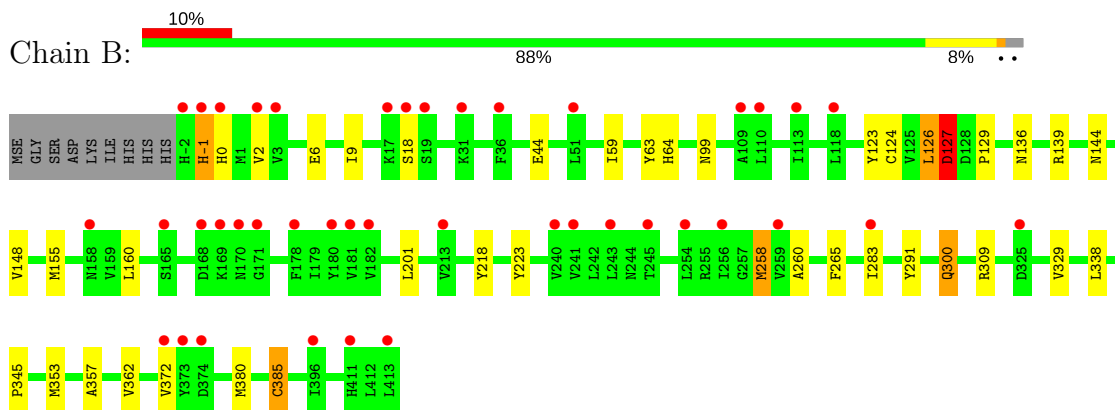 10%
Chain B:
88% 8% • •
MSE GLY SER ASP LYS ILE HIS HIS HIS HIS H-2 H-1 H0 M1 V2 V3 E6 I9 K17 S18 S19 K31 F36 E44 L51 I59 Y63 H64 N99 A109 L110 I113 L118 Y123 C124 V125 L126 D127 D128 P129 N136 R139 N144
V148 M155 N158 V159 L160 S165 D168 K169 N170 G171 F178 I179 Y180 V181 V182 L201 V213 Y218 Y223 V240 V241 L242 L243 N244 T245 L254 R255 I256 G257 M258 V259 A260 F265 I283 Y291 Q300 R309 D325 V329 L338
P345 M353 A357 V362 V372 Y373 D374 M380 C385 I396 H411 L412 L413